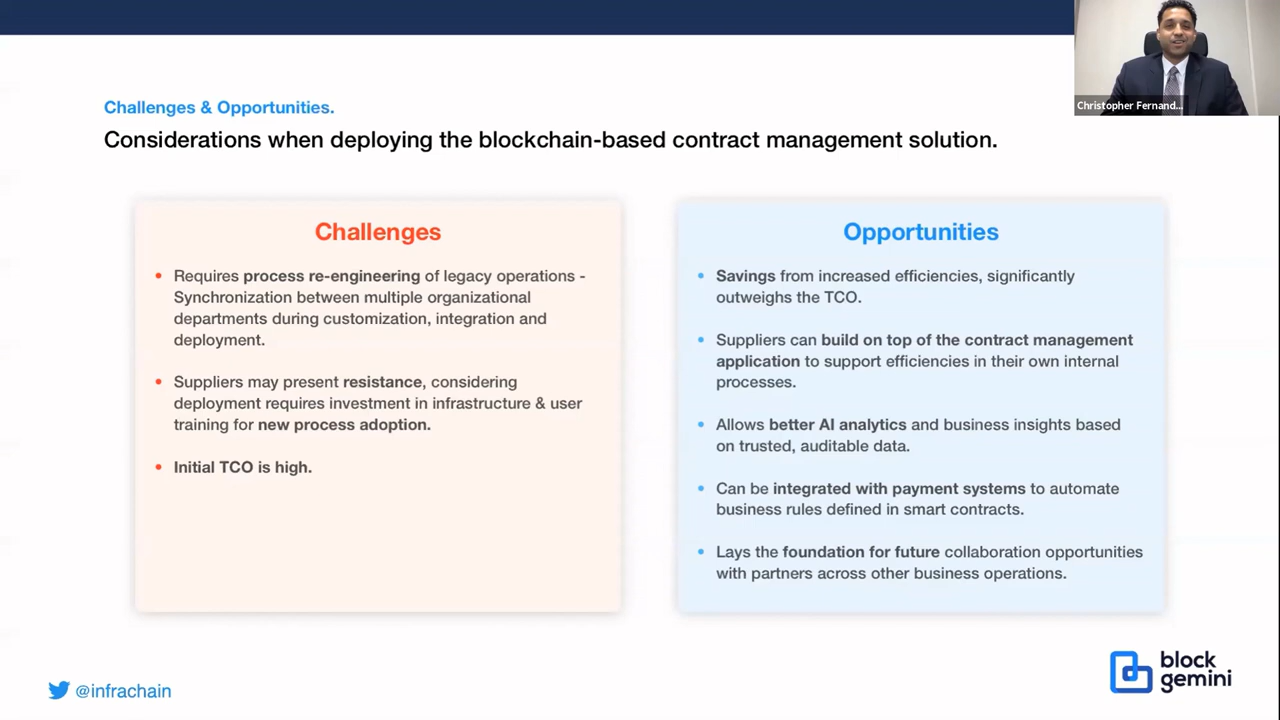 Christopher Fernand...
Challenges & Opportunities.
Considerations when deploying the blockchain-based contract management solution.
Challenges
• Requires process re-engineering of legacy operations -
Synchronization between multiple organizational
departments during customization, integration and
deployment.
• Suppliers may present resistance, considering
deployment requires investment in infrastructure & user
training for new process adoption.
• Initial TCO is high.
Opportunities
• Savings from increased efficiencies, significantly
outweighs the TCO.
• Suppliers can build on top of the contract management
application to support efficiencies in their own internal
processes.
• Allows better AI analytics and business insights based
on trusted, auditable data.
• Can be integrated with payment systems to automate
business rules defined in smart contracts.
• Lays the foundation for future collaboration opportunities
with partners across other business operations.
@infrachain
block
gemini